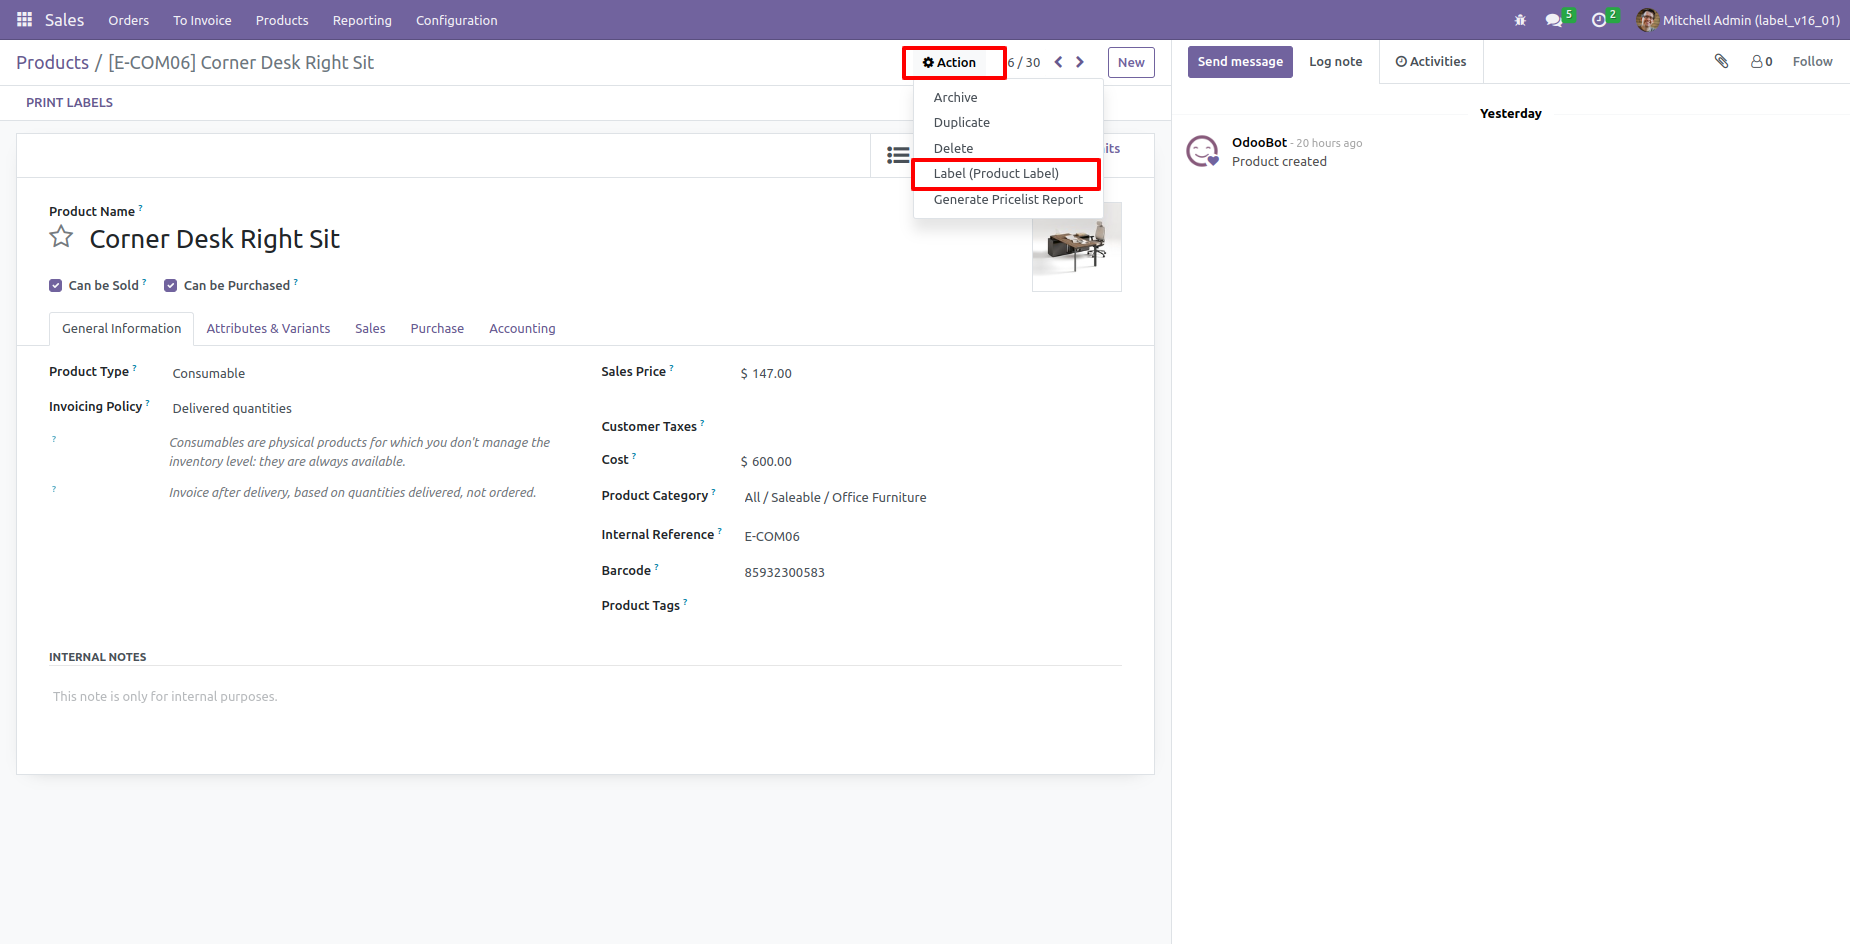 Sales Orders To Invoice Products Reporting Configuration 5 2 Mitchell Admin (label_v16_01)
Products / [E-COM06] Corner Desk Right Sit Action 6 / 30 New Send message Log note Activities 0 Follow
PRINT LABELS
Archive
Duplicate
Delete
Label (Product Label)
Generate Pricelist Report
Yesterday
OdooBot - 20 hours ago
Product created
Product Name ?
Corner Desk Right Sit
Can be Sold ? Can be Purchased ?
General Information Attributes & Variants Sales Purchase Accounting
Product Type ? Consumable
Invoicing Policy ? Delivered quantities
? Consumables are physical products for which you don't manage the
inventory level: they are always available.
? Invoice after delivery, based on quantities delivered, not ordered.
Sales Price ? $ 147.00
Customer Taxes ?
Cost ? $ 600.00
Product Category ? All / Saleable / Office Furniture
Internal Reference ? E-COM06
Barcode ? 85932300583
Product Tags ?
INTERNAL NOTES
This note is only for internal purposes.